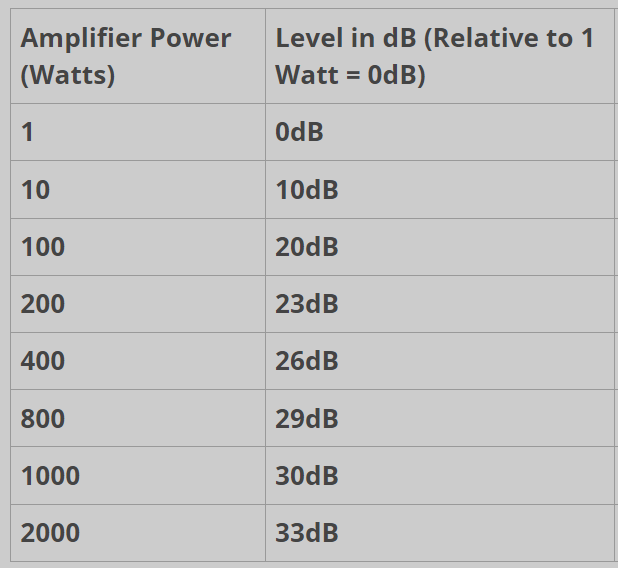 Amplifier Power (Watts)
Level in dB (Relative to 1 Watt = 0dB)
1
0dB
10
10dB
100
20dB
200
23dB
400
26dB
800
29dB
1000
30dB
2000
33dB